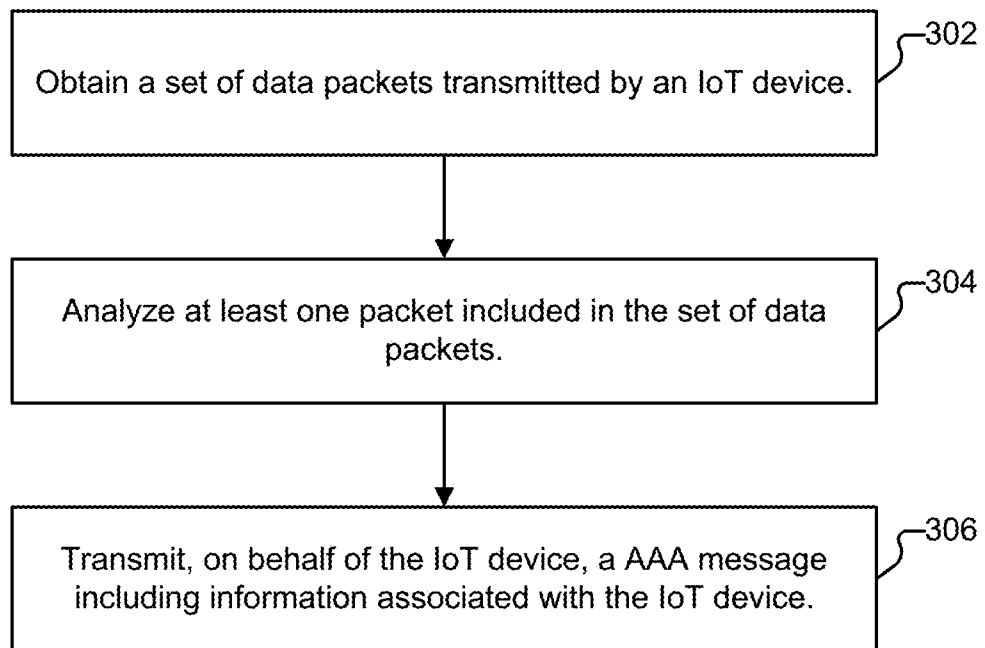 302
Obtain a set of data packets transmitted by an IoT device.
304
Analyze at least one packet included in the set of data
packets.
306
Transmit, on behalf of the IoT device, a AAA message
including information associated with the IoT device.